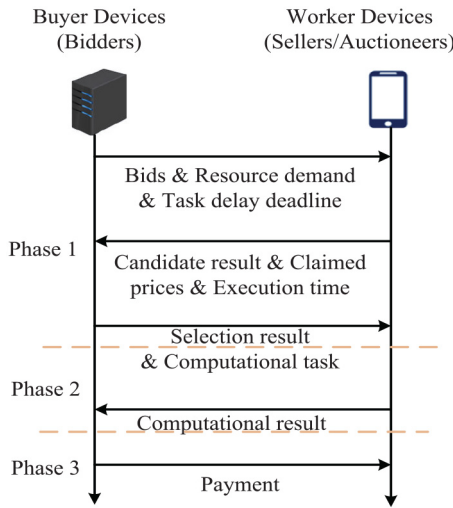 Buyer Devices
(Bidders)
Worker Devices
(Sellers/Auctioneers)
Bids & Resource demand
& Task delay deadline
Phase 1
Candidate result & Claimed
prices & Execution time
Selection result
& Computational task
Phase 2
Computational result
Phase 3
Payment